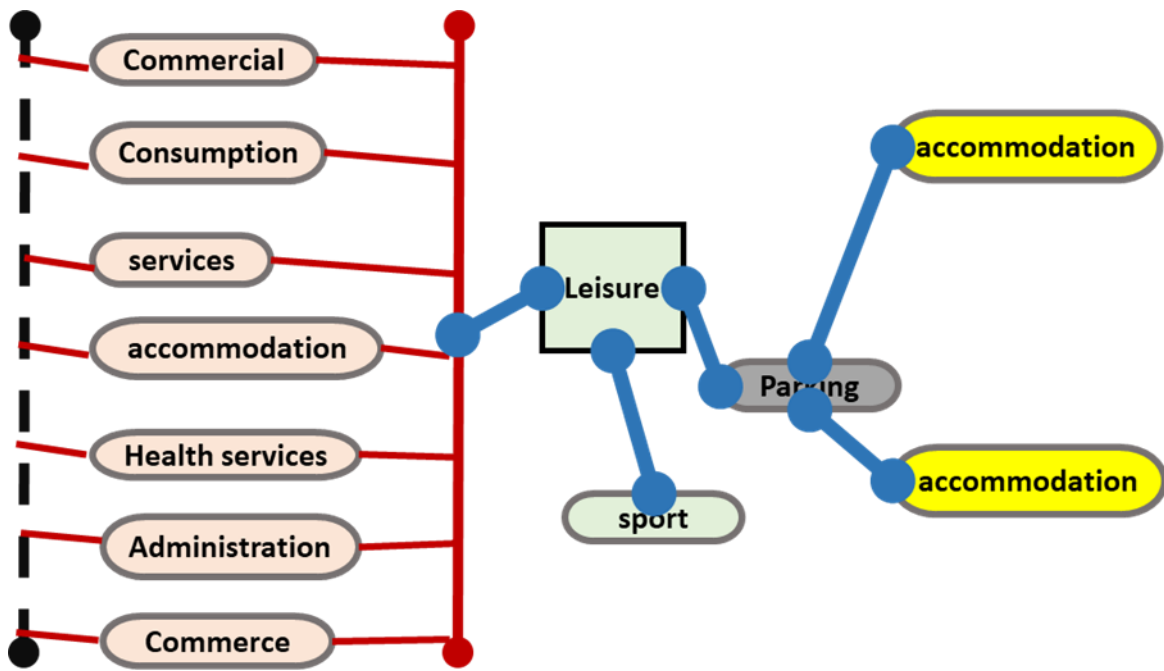 Commercial
Consumption
services
accommodation
Health services
Administration
Commerce
Leisure
sport
Parking
accommodation
accommodation